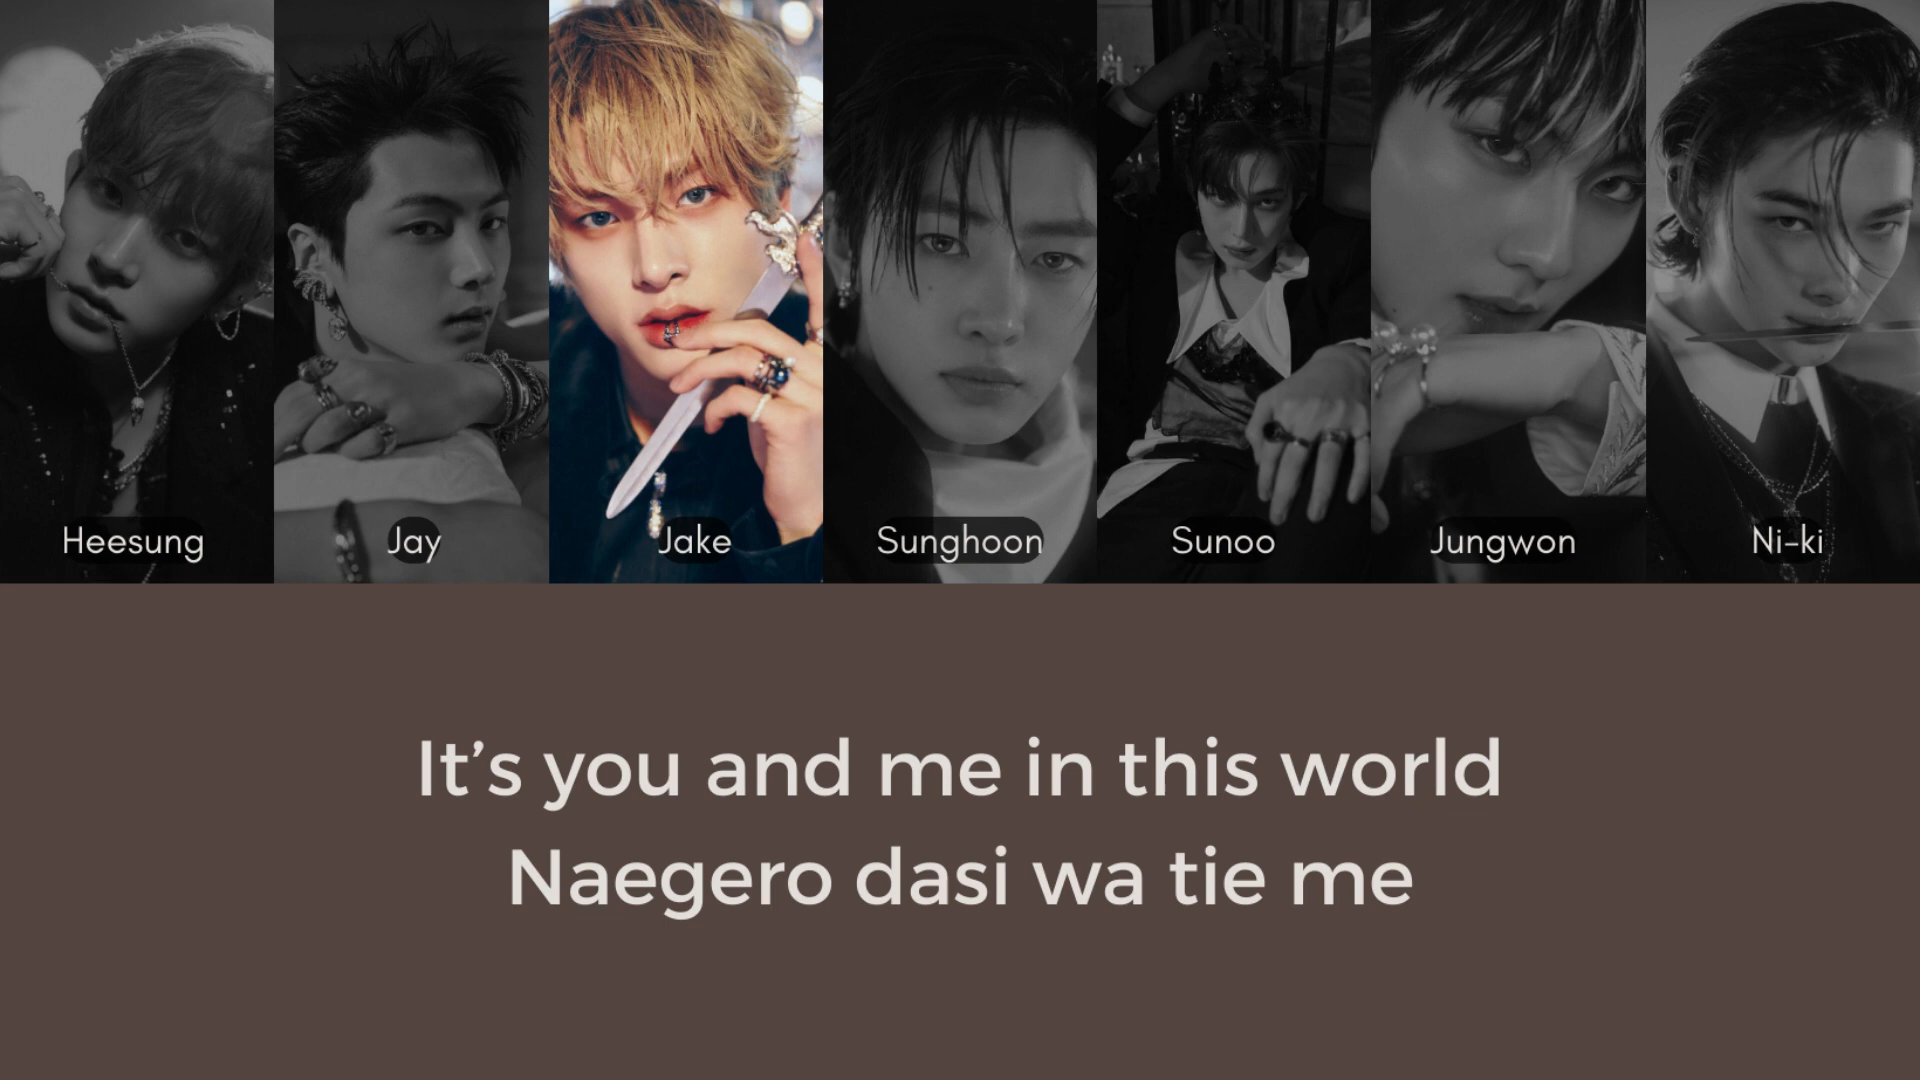 Heesung
Jay
Jake
Sunghoon
Sunoo
Jungwon
Ni-ki
It's you and me in this world
Naegero dasi wa tie me